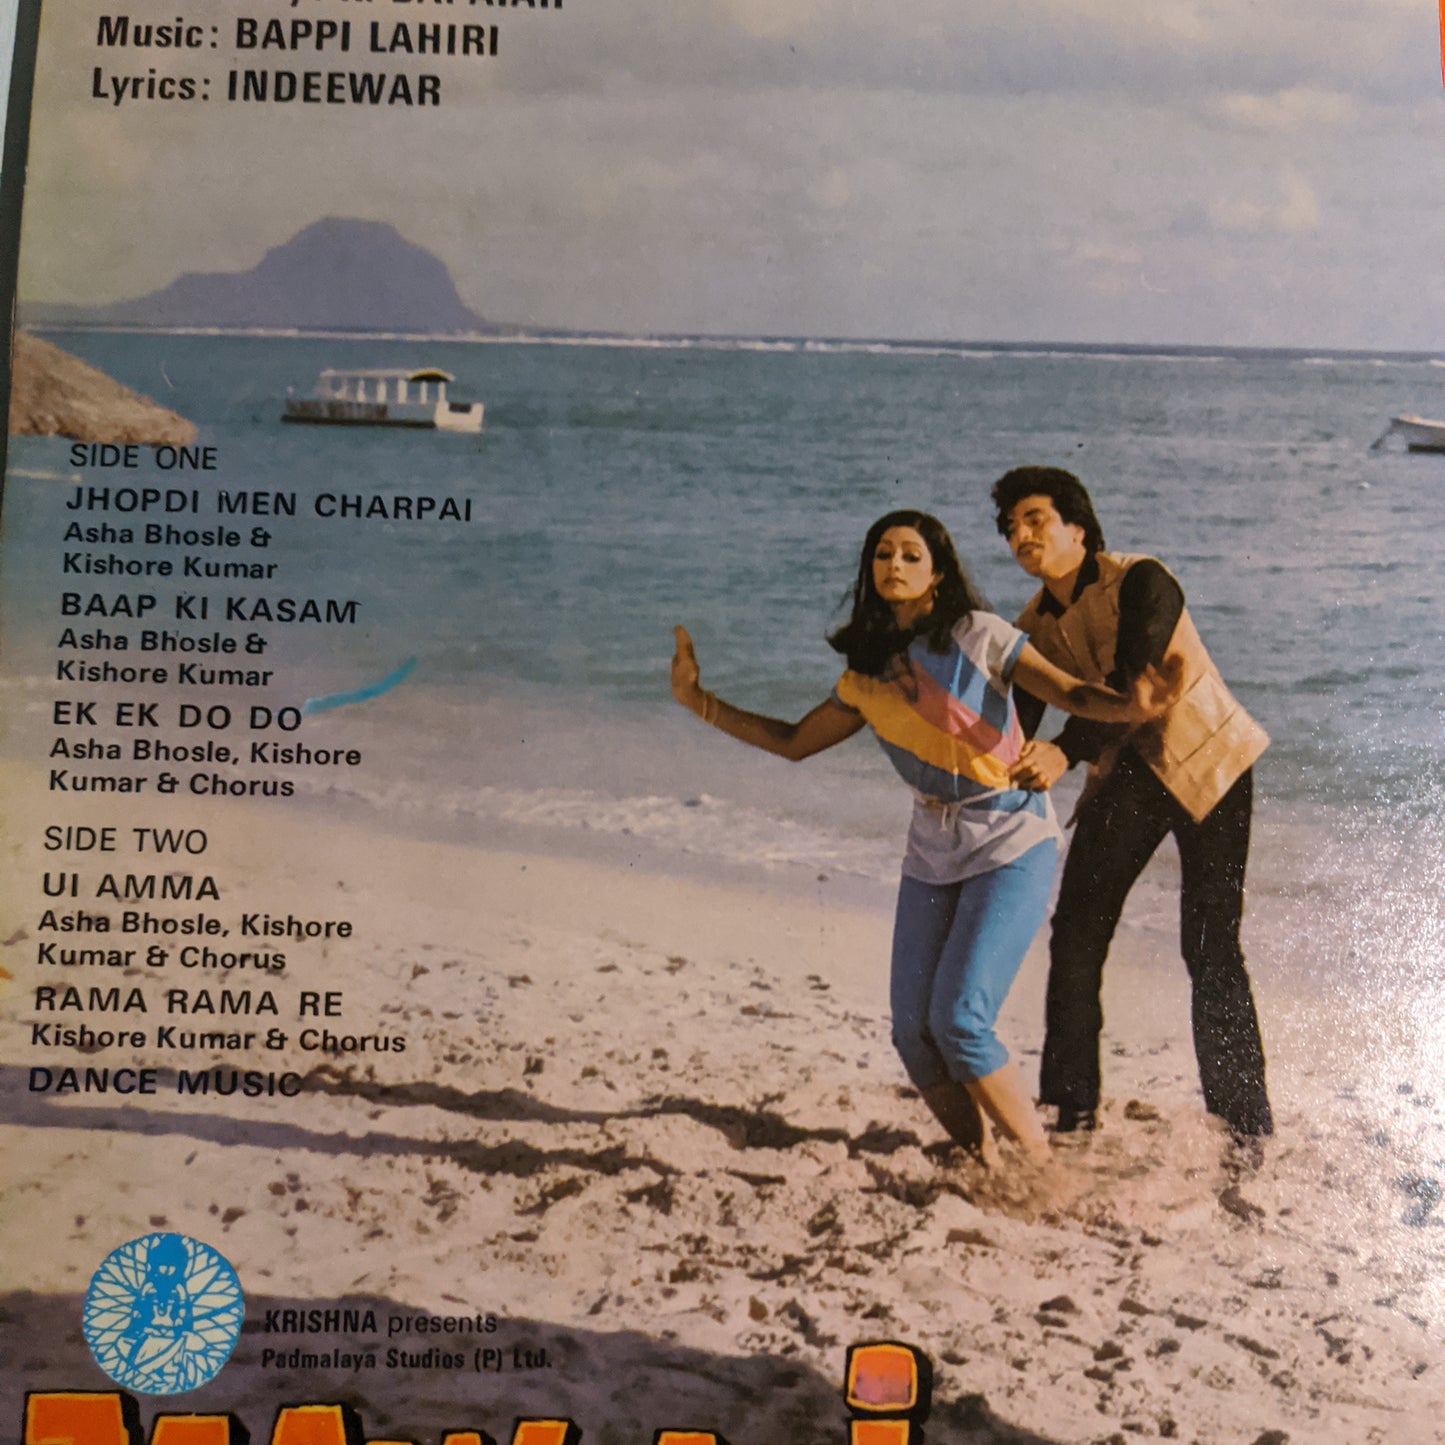 Music: BAPPI LAHIRI
Lyrics: INDEEWAR
SIDE ONE
JHOPDI MEN CHARPAI
Asha Bhosle &
Kishore Kumar
BAAP KI KASAM
Asha Bhosle &
Kishore Kumar
EK EK DO DO
Asha Bhosle, Kishore
Kumar & Chorus
SIDE TWO
UI AMMA
Asha Bhosle, Kishore
Kumar & Chorus
RAMA RAMA RE
Kishore Kumar & Chorus
DANCE MUSIC
KRISHNA presents
Padmalaya Studios (P) Ltd.